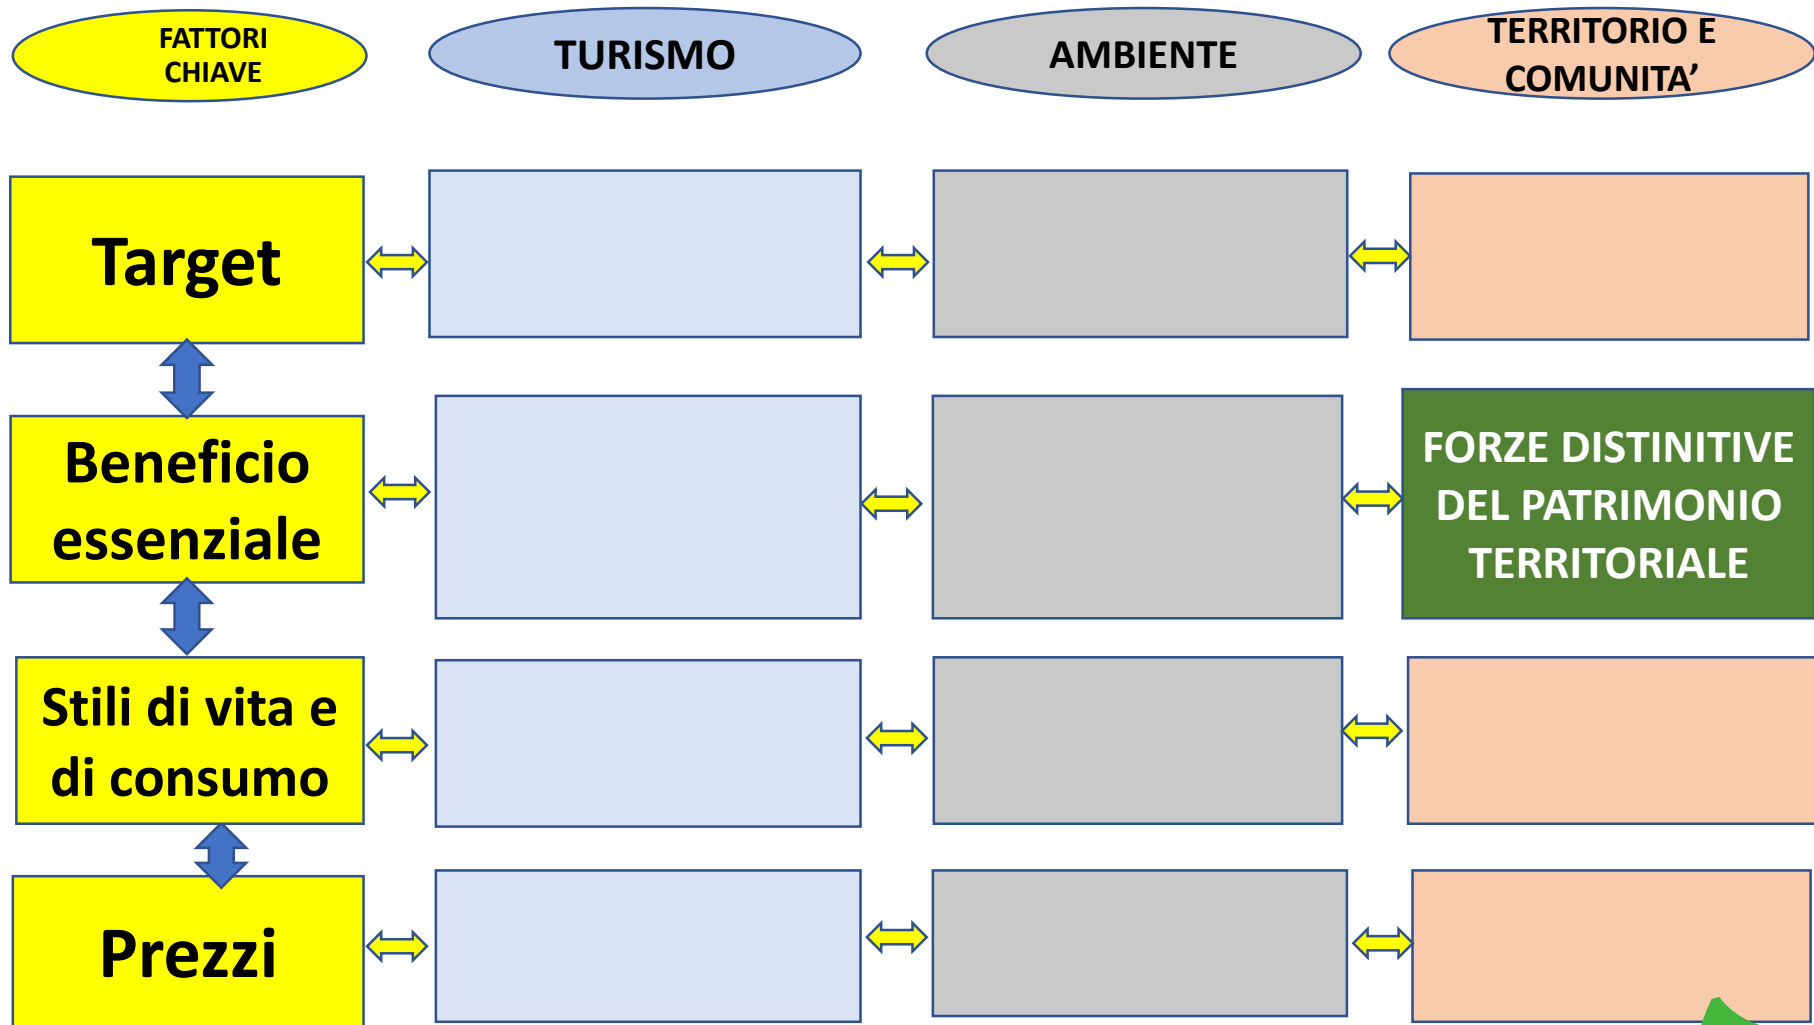 FATTORI
CHIAVE
TURISMO
AMBIENTE
TERRITORIO E
COMUNITA’
Target
Beneficio
essenziale
FORZE DISTINITIVE
DEL PATRIMONIO
TERRITORIALE
Stili di vita e
di consumo
Prezzi